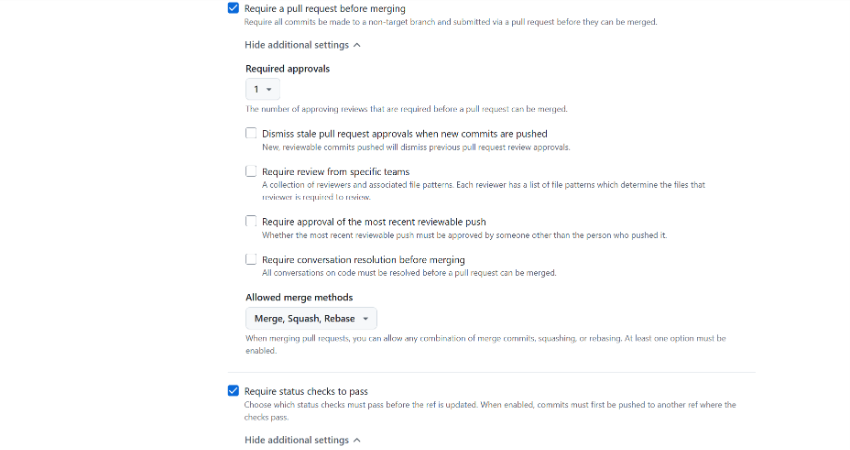 Require a pull request before merging
Require all commits be made to a non-target branch and submitted via a pull request before they can be merged.
Hide additional settings
Required approvals
1
The number of approving reviews that are required before a pull request can be merged.
Dismiss stale pull request approvals when new commits are pushed
New, reviewable commits pushed will dismiss previous pull request review approvals.
Require review from specific teams
A collection of reviewers and associated file patterns. Each reviewer has a list of file patterns which determine the files that
reviewer is required to review.
Require approval of the most recent reviewable push
Whether the most recent reviewable push must be approved by someone other than the person who pushed it.
Require conversation resolution before merging
All conversations on code must be resolved before a pull request can be merged.
Allowed merge methods
Merge, Squash, Rebase
When merging pull requests, you can allow any combination of merge commits, squashing, or rebasing. At least one option must be
enabled.
Require status checks to pass
Choose which status checks must pass before the ref is updated. When enabled, commits must first be pushed to another ref where the
checks pass.
Hide additional settings